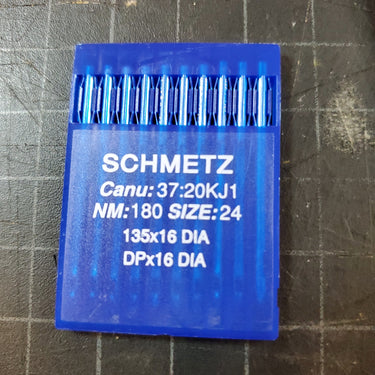 SCHMETZ
Canu: 37:20KJ1
NM:180 SIZE:24
135x16 DIA
DPx16 DIA